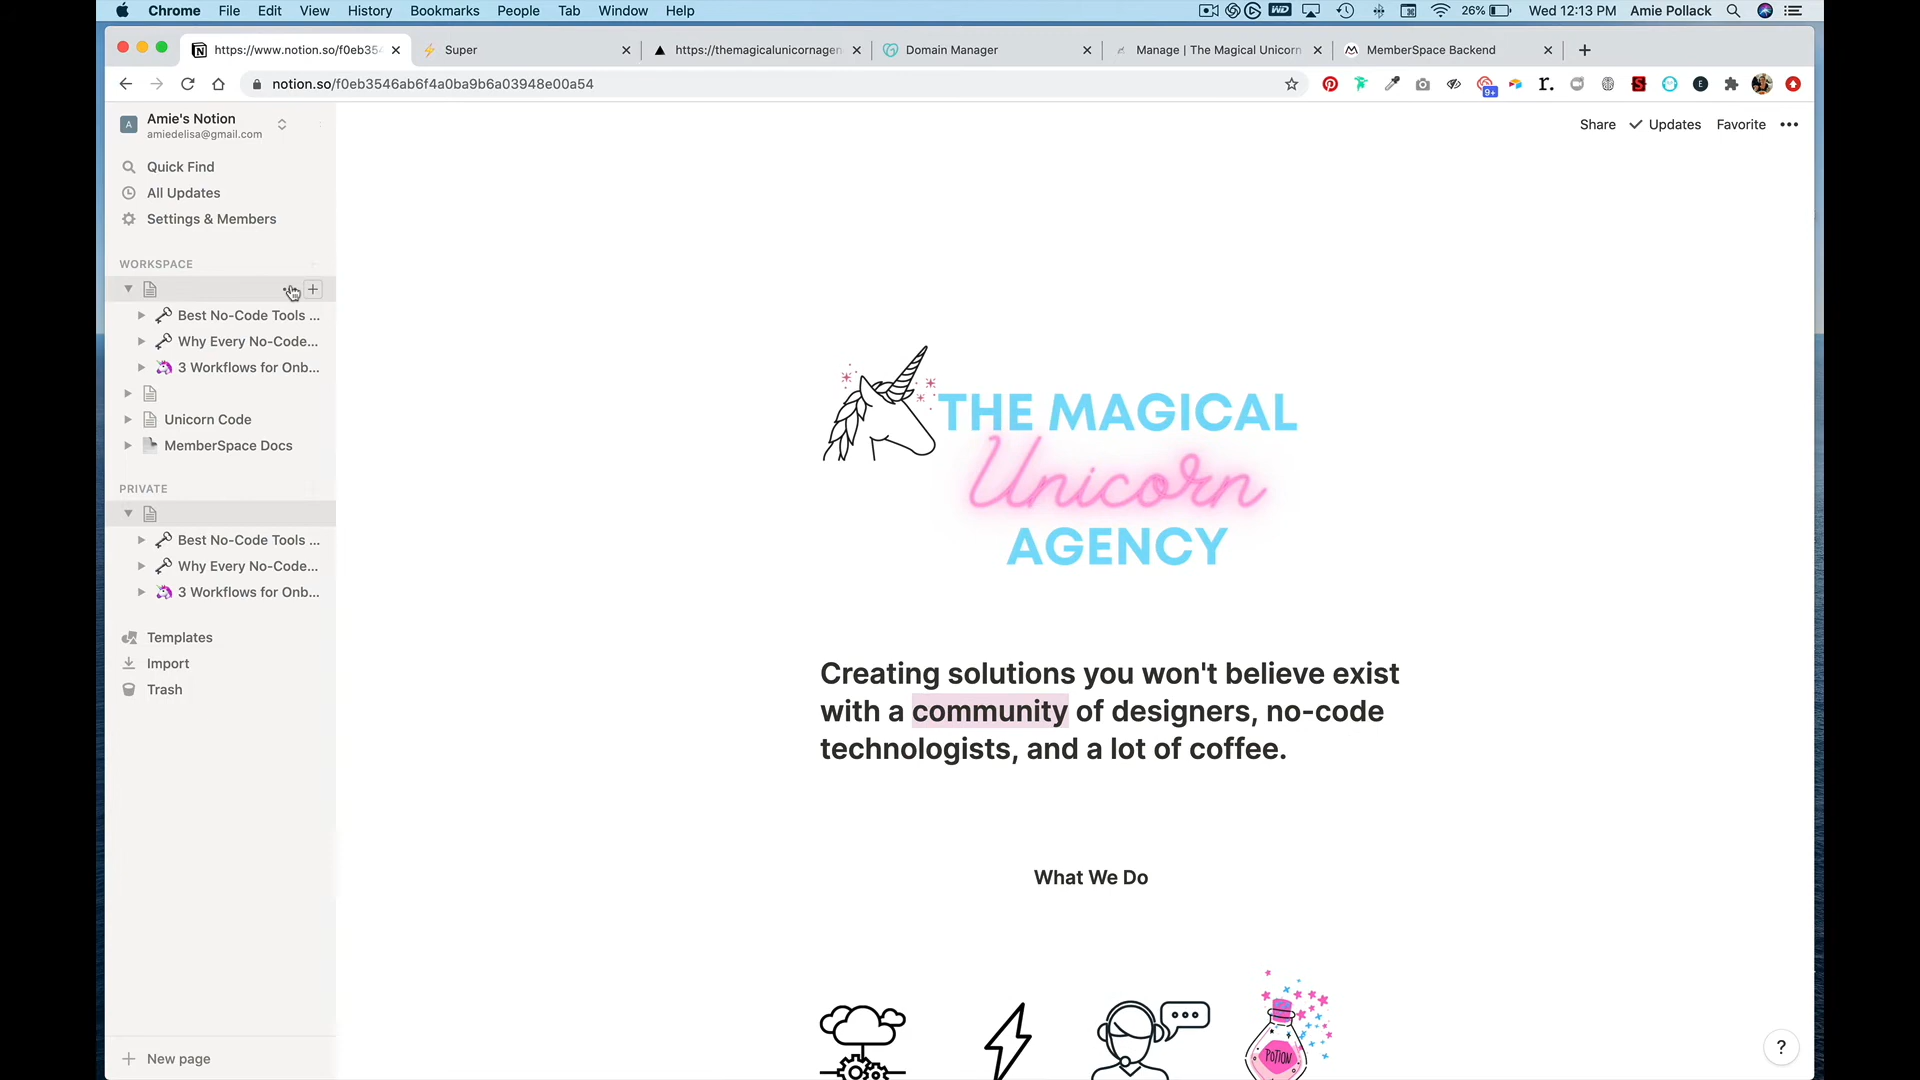 Chrome File Edit View History Bookmarks People Tab Window Help
WD 26% Wed 12:13 PM Amie Pollack
https://www.notion.so/f0eb354
Super
https://themagicalunicornagen
Domain Manager
Manage | The Magical Unicorn
MemberSpace Backend
notion.so/f0eb3546ab6f4a0ba9b6a03948e00a54
9+ r. S E
A Amie's Notion
amiedelisa@gmail.com
Share Updates Favorite •••
Quick Find
All Updates
Settings & Members
WORKSPACE
Best No-Code Tools ...
Why Every No-Code...
3 Workflows for Onb...
Unicorn Code
MemberSpace Docs
PRIVATE
Best No-Code Tools ...
Why Every No-Code...
3 Workflows for Onb...
Templates
Import
Trash
New page
THE MAGICAL
Unicorn
AGENCY
Creating solutions you won't believe exist
with a community of designers, no-code
technologists, and a lot of coffee.
What We Do
POTION
?